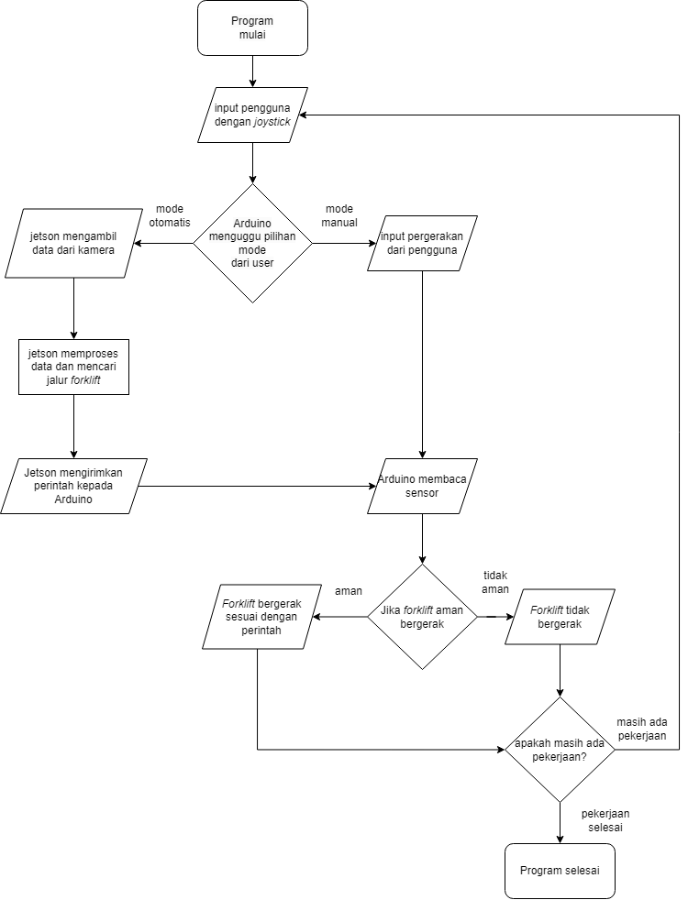 Program
mulai
input pengguna
dengan joystick
mode
otomatis
Arduino
menguggu pilihan
mode
dari user
mode
manual
jetson mengambil
data dari kamera
input pergerakan
dari pengguna
jetson memproses
data dan mencari
jalur forklift
Jetson mengirimkan
perintah kepada
Arduino
Arduino membaca
sensor
Forklift bergerak
sesuai dengan
perintah
aman
Jika forklift aman
bergerak
tidak
aman
Forklift tidak
bergerak
apakah masih ada
pekerjaan?
masih ada
pekerjaan
pekerjaan
selesai
Program selesai